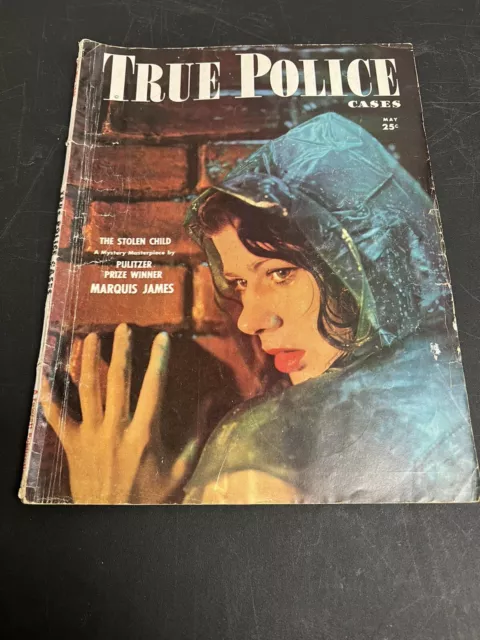 TRUE POLICE
CASES
MAY
25¢
THE STOLEN CHILD
A Mystery Masterpiece by
PULITZER
PRIZE WINNER
MARQUIS JAMES